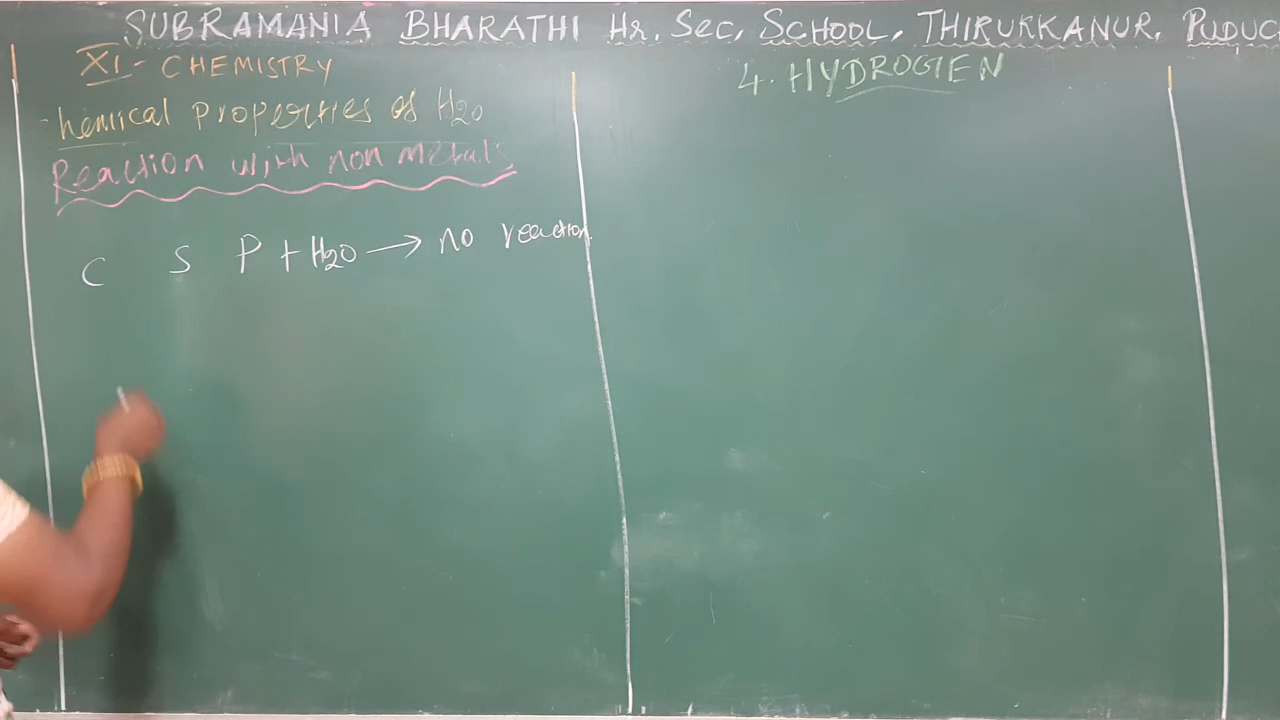 SUBRAMANIA BHARATHI Hr. Sec. SCHOOL, THIRUKKANUR, PUDUC
XI - CHEMISTRY
4. HYDROGEN
Chemical properties of H2O
Reaction with non metals
C S P + H2O → no reaction